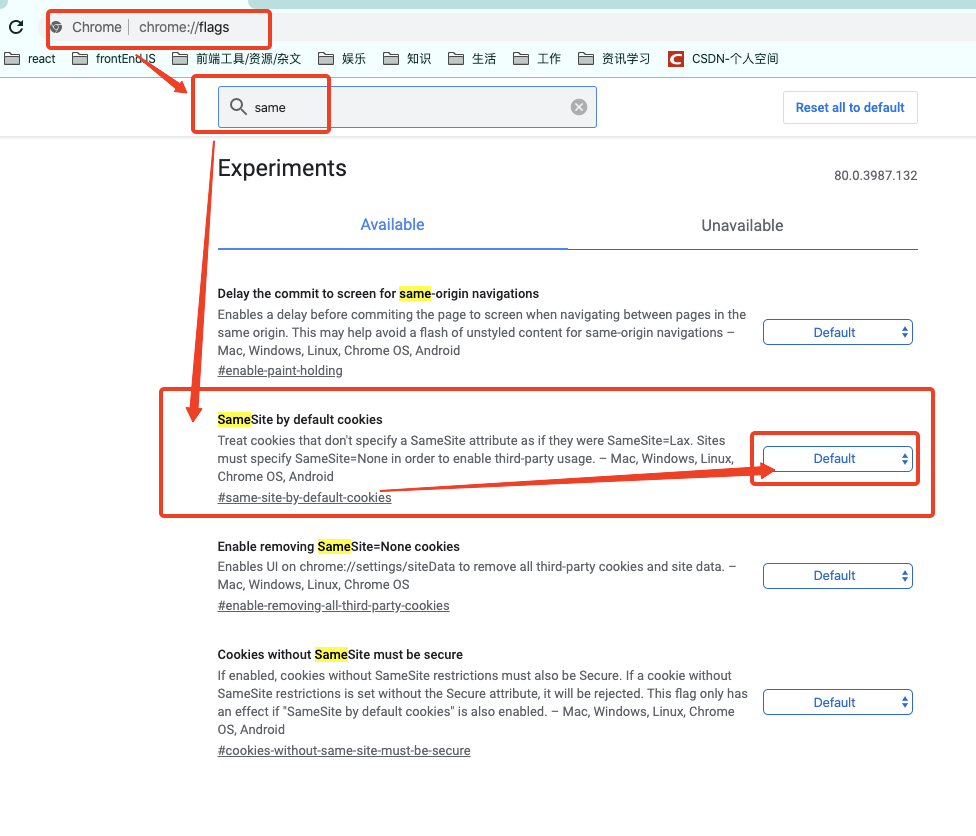 Chrome | chrome://flags
react frontEndJS 前端工具/资源/杂文 娱乐 知识 生活 工作 资讯学习 CSDN-个人空间
same
Reset all to default
Experiments
80.0.3987.132
Available
Unavailable
Delay the commit to screen for same-origin navigations
Enables a delay before commiting the page to screen when navigating between pages in the
same origin. This may help avoid a flash of unstyled content for same-origin navigations –
Mac, Windows, Linux, Chrome OS, Android
#enable-paint-holding
Default
SameSite by default cookies
Treat cookies that don't specify a SameSite attribute as if they were SameSite=Lax. Sites
must specify SameSite=None in order to enable third-party usage. – Mac, Windows, Linux,
Chrome OS, Android
#same-site-by-default-cookies
Default
Enable removing SameSite=None cookies
Enables UI on chrome://settings/siteData to remove all third-party cookies and site data. –
Mac, Windows, Linux, Chrome OS
#enable-removing-all-third-party-cookies
Default
Cookies without SameSite must be secure
If enabled, cookies without SameSite restrictions must also be Secure. If a cookie without
SameSite restrictions is set without the Secure attribute, it will be rejected. This flag only has
an effect if "SameSite by default cookies" is also enabled. – Mac, Windows, Linux, Chrome
OS, Android
#cookies-without-same-site-must-be-secure
Default